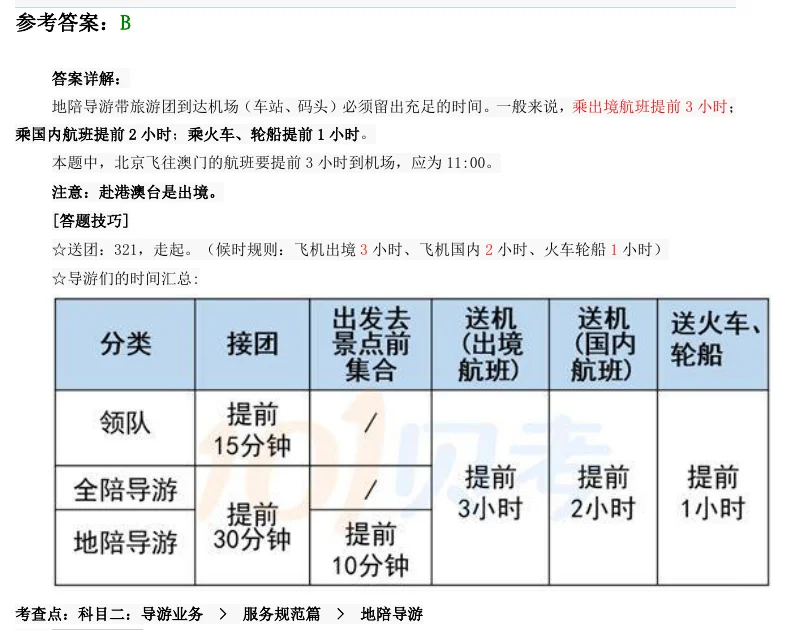 参考答案：B
答案详解：
地陪导游带旅游团到达机场（车站、码头）必须留出充足的时间。一般来说，乘出境航班提前 3 小时；
乘国内航班提前 2 小时；乘火车、轮船提前 1 小时。
本题中，北京飞往澳门的航班要提前 3 小时到机场，应为 11:00。
注意：赴港澳台是出境。
[答题技巧]
☆送团：321，走起。（候时规则：飞机出境 3 小时、飞机国内 2 小时、火车轮船 1 小时）
☆导游们的时间汇总：
分类
接团
出发去
景点前
集合
送机
(出境
航班)
送机
(国内
航班)
送火车、
轮船
领队
提前
15分钟
/
提前
3小时
提前
2小时
提前
1小时
全陪导游
提前
30分钟
/
地陪导游
提前
10分钟
101贝考
考查点：科目二：导游业务 > 服务规范篇 > 地陪导游